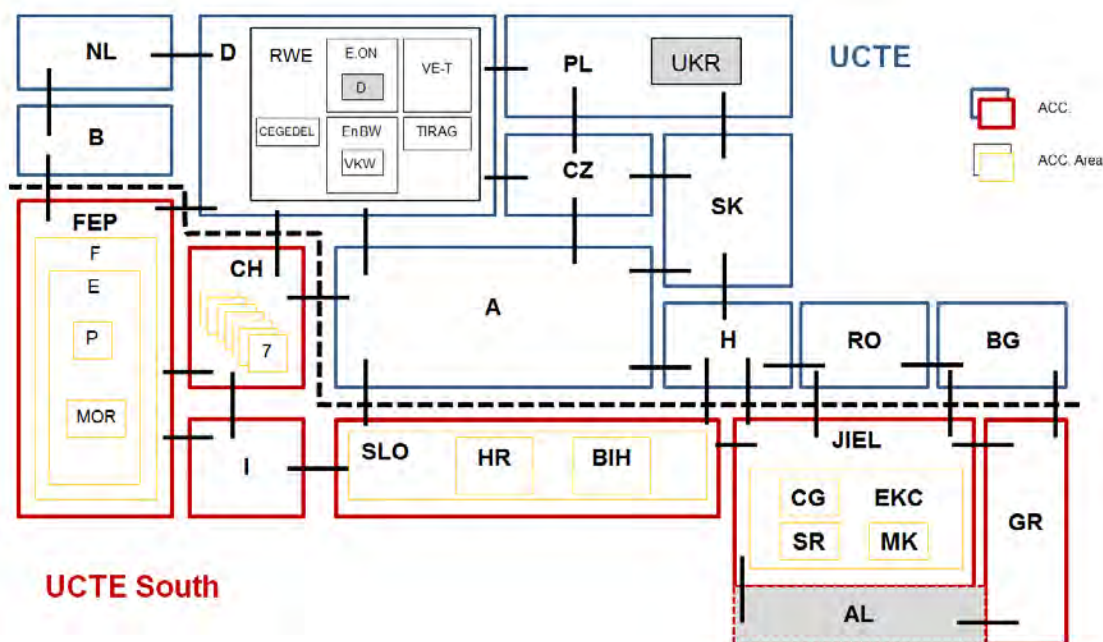 NL
D
RWE
E.ON
D
VE-T
CEGEDEL
EnBW
VKW
TIRAG
PL
UKR
UCTE
ACC.
ACC. Area
B
CZ
SK
FEP
F
E
P
MOR
CH
7
A
H
RO
BG
I
SLO
HR
BIH
JIEL
CG
EKC
SR
MK
GR
UCTE South
AL